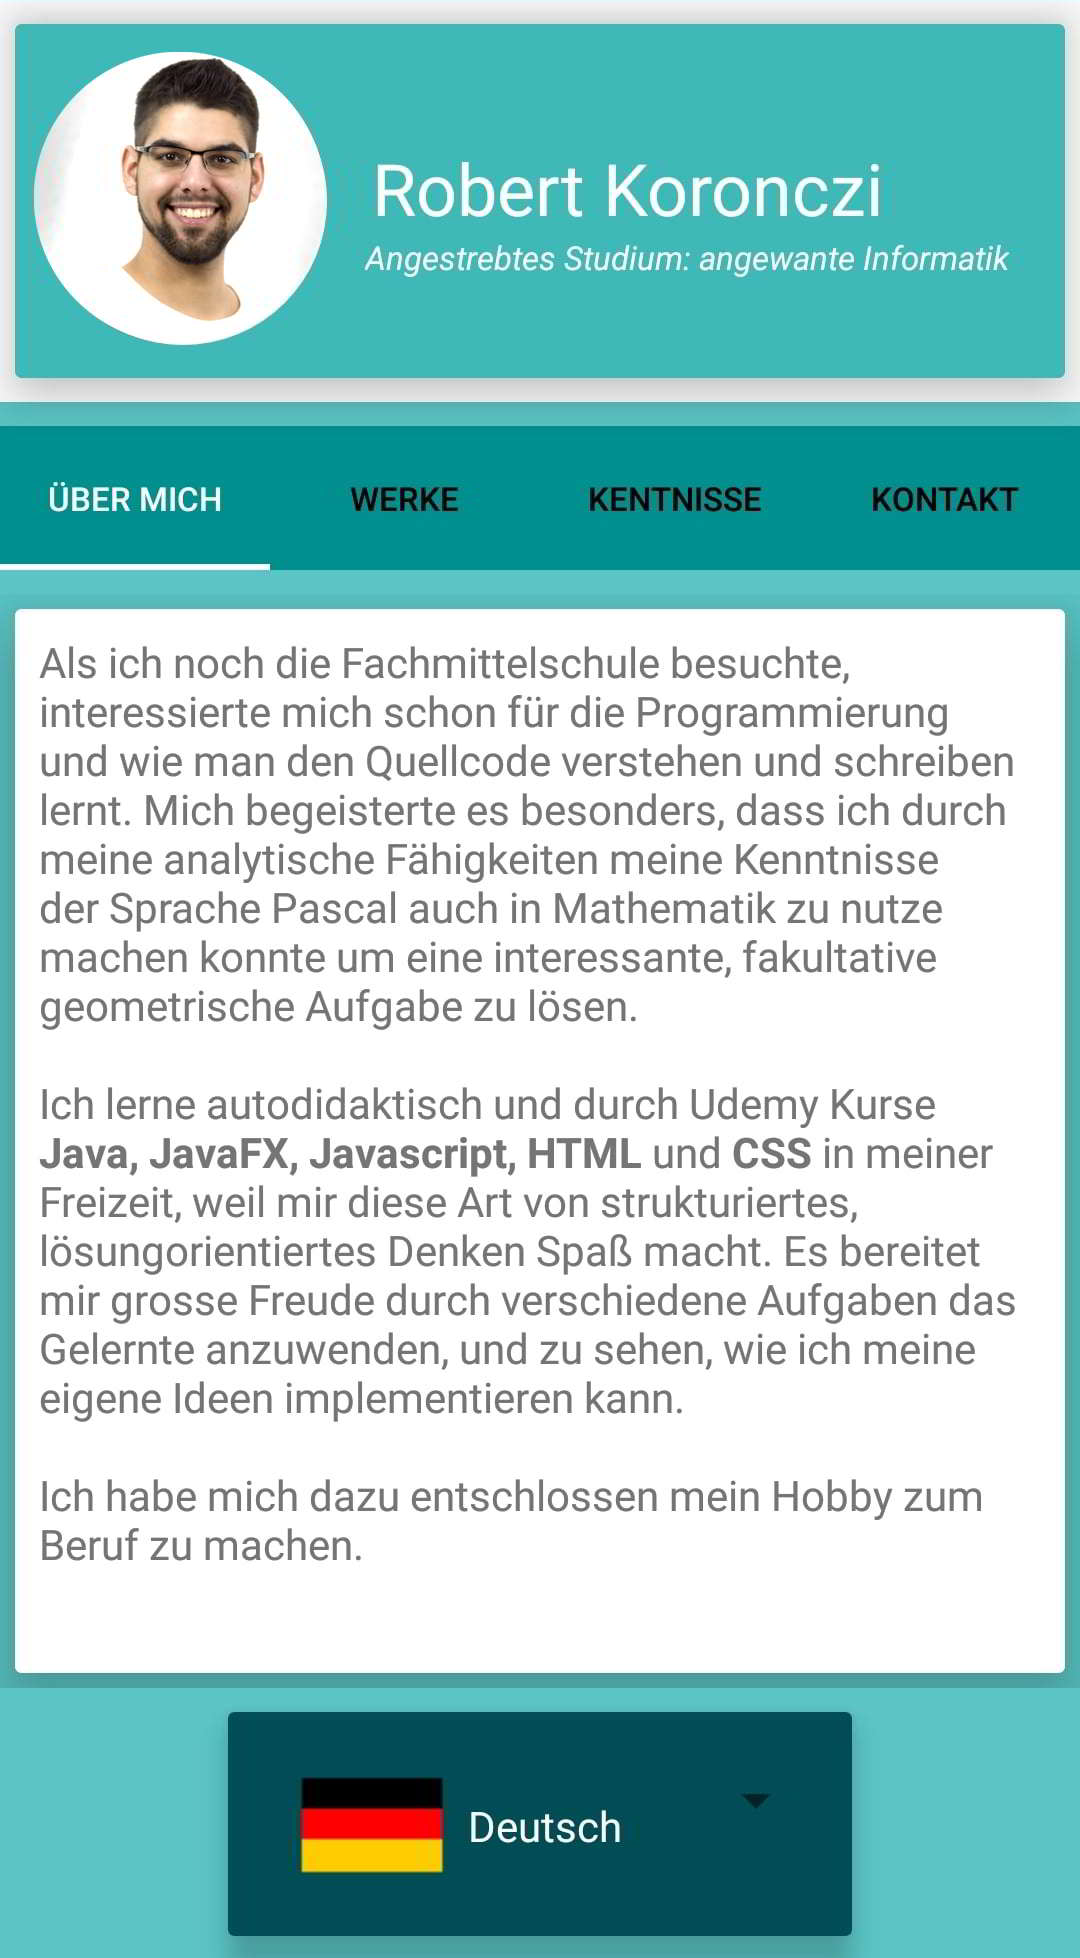 Robert Koronczi
Angestrebtes Studium: angewante Informatik
ÜBER MICH
WERKE
KENTNISSE
KONTAKT
Als ich noch die Fachmittelschule besuchte,
interessierte mich schon für die Programmierung
und wie man den Quellcode verstehen und schreiben
lernt. Mich begeisterte es besonders, dass ich durch
meine analytische Fähigkeiten meine Kenntnisse
der Sprache Pascal auch in Mathematik zu nutze
machen konnte um eine interessante, fakultative
geometrische Aufgabe zu lösen.
Ich lerne autodidaktisch und durch Udemy Kurse
Java, JavaFX, Javascript, HTML und CSS in meiner
Freizeit, weil mir diese Art von strukturiertes,
lösungorientiertes Denken Spaß macht. Es bereitet
mir grosse Freude durch verschiedene Aufgaben das
Gelernte anzuwenden, und zu sehen, wie ich meine
eigene Ideen implementieren kann.
Ich habe mich dazu entschlossen mein Hobby zum
Beruf zu machen.
Deutsch